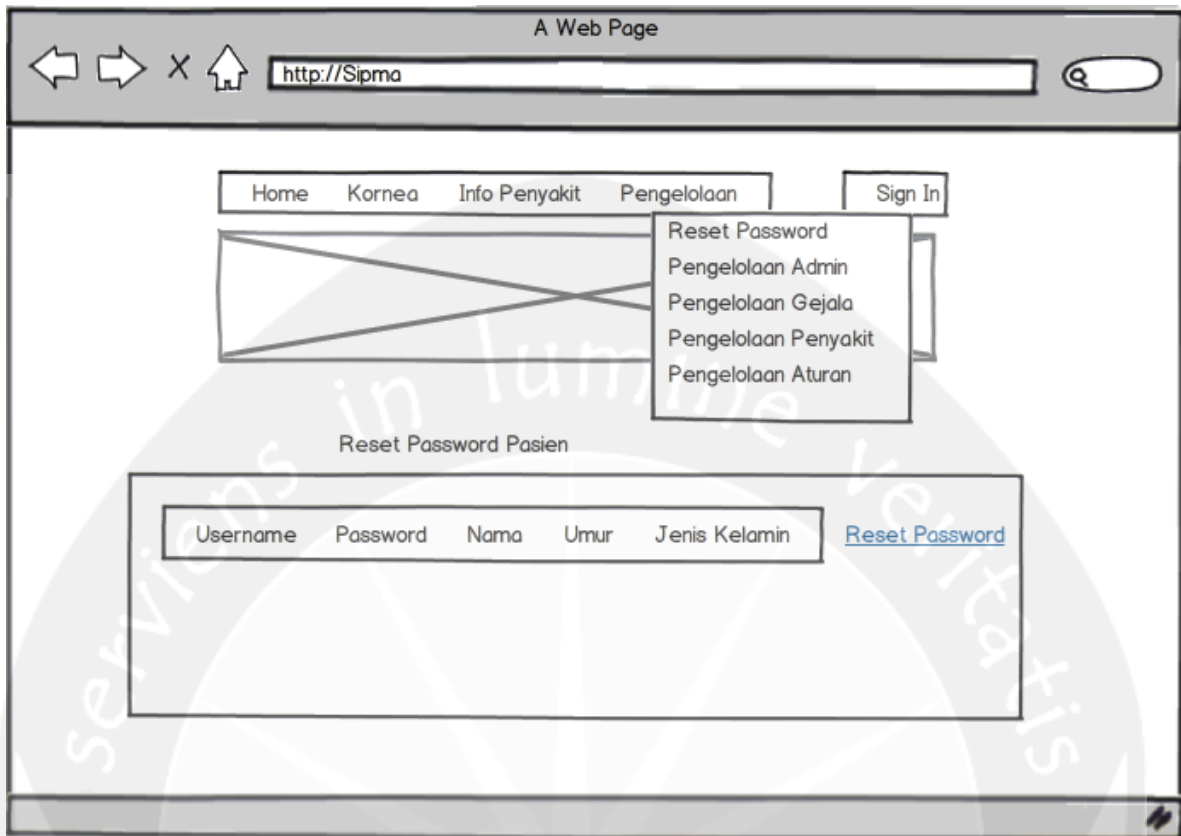 A Web Page
http://Sipma
Home Kornea Info Penyakit Pengelolaan Sign In
Reset Password
Pengelolaan Admin
Pengelolaan Gejala
Pengelolaan Penyakit
Pengelolaan Aturan
Reset Password Pasien
Username Password Nama Umur Jenis Kelamin Reset Password
serviens in lumine veritatis